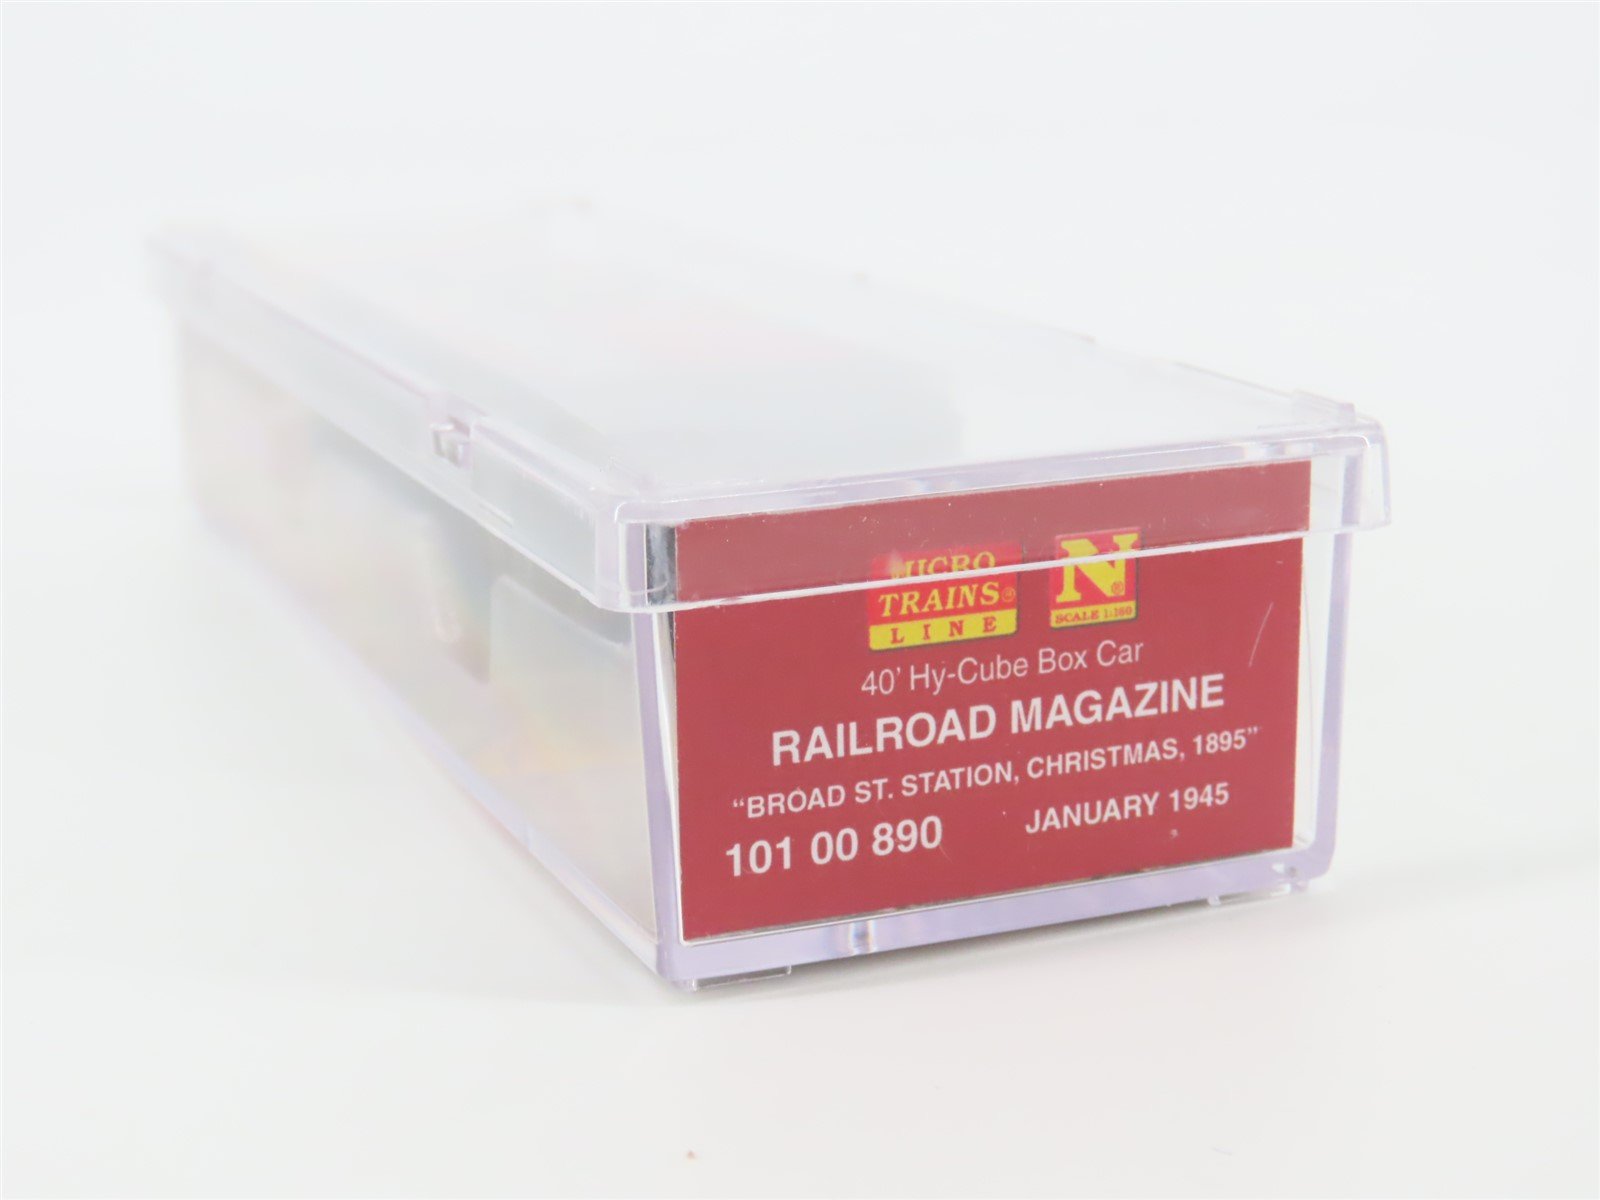 MICRO
TRAINS®
LINE
N®
SCALE 1:160
40' Hy-Cube Box Car
RAILROAD MAGAZINE
“BROAD ST. STATION, CHRISTMAS, 1895”
101 00 890 JANUARY 1945